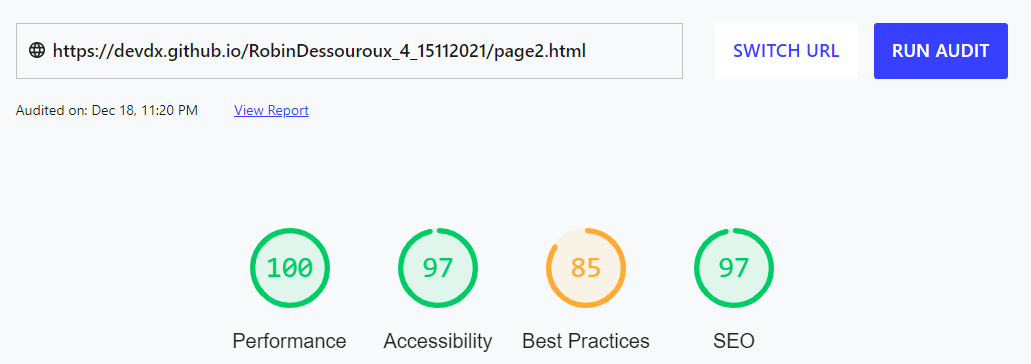 https://devdx.github.io/RobinDessouroux_4_15112021/page2.html SWITCH URL RUN AUDIT
Audited on: Dec 18, 11:20 PM View Report
100 97 85 97
Performance Accessibility Best Practices SEO